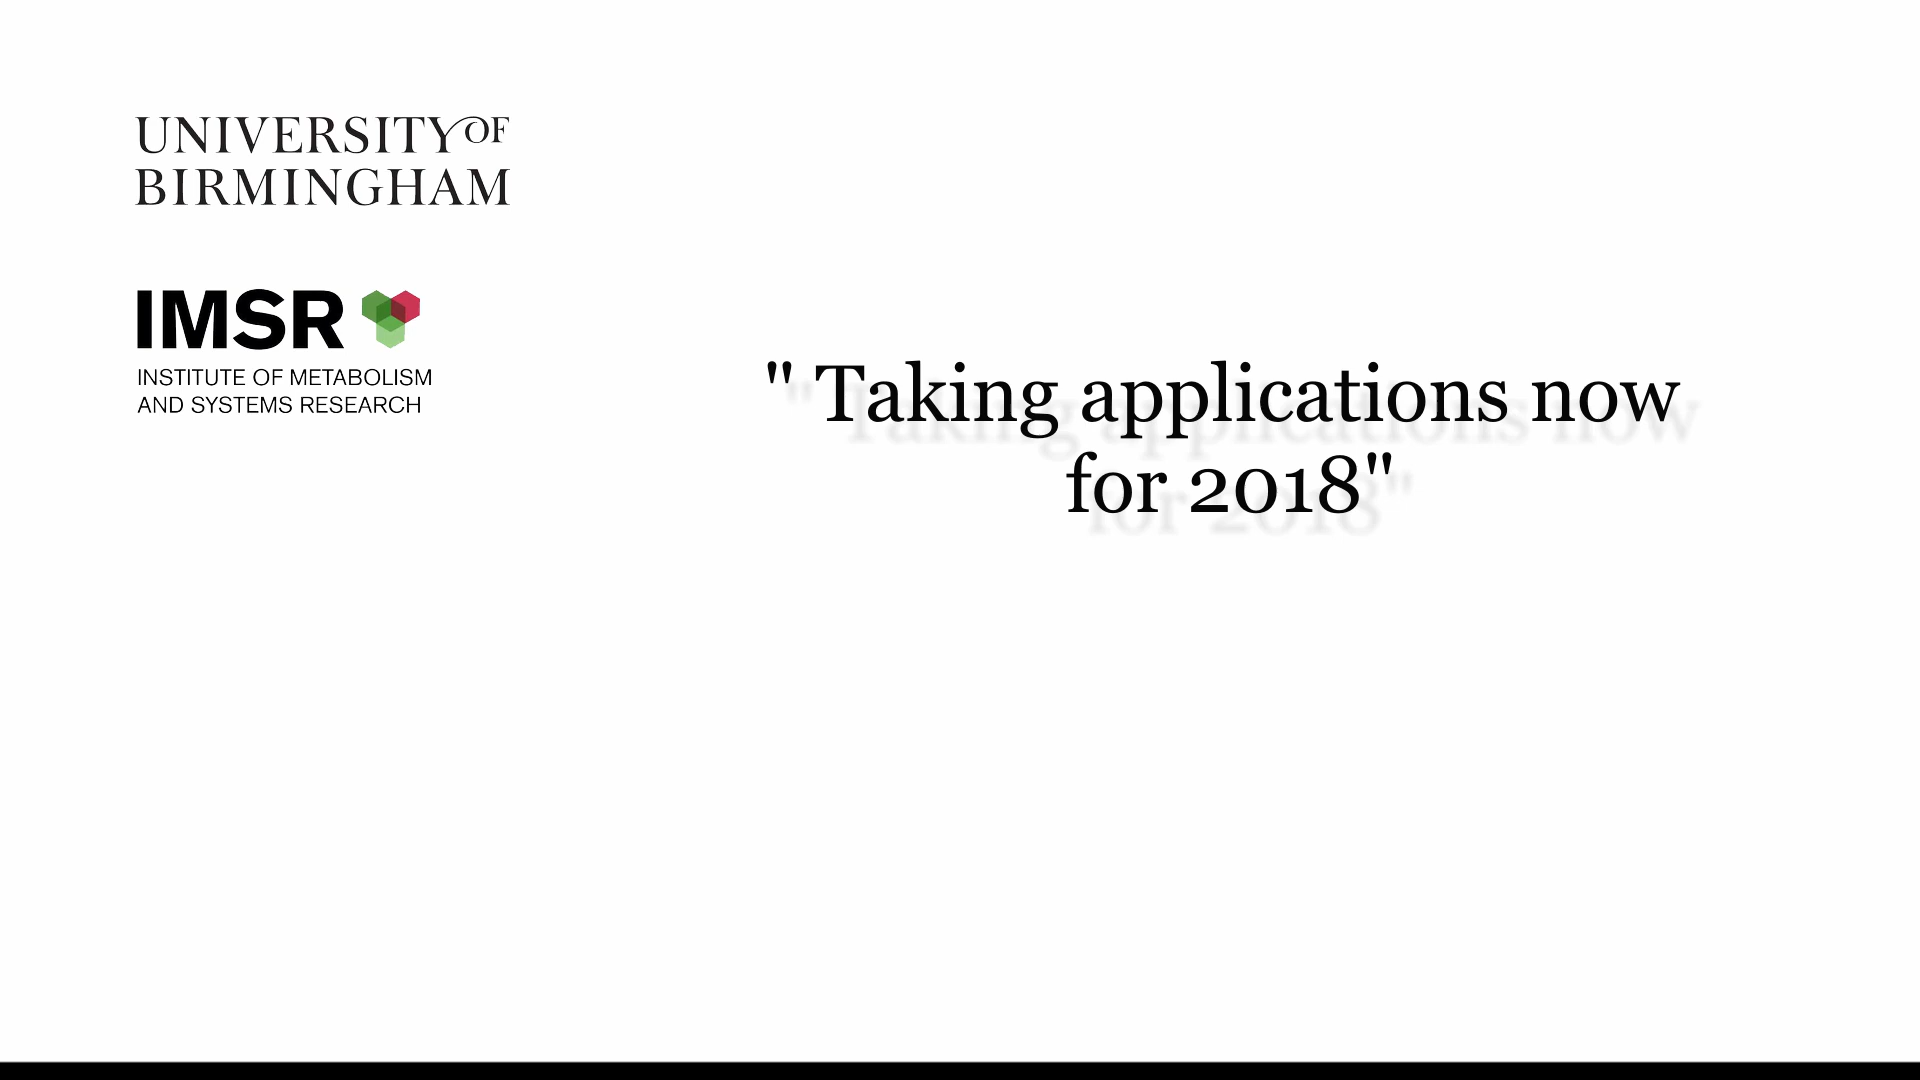 UNIVERSITY OF
BIRMINGHAM
IMSR
INSTITUTE OF METABOLISM
AND SYSTEMS RESEARCH
" Taking applications now
for 2018"